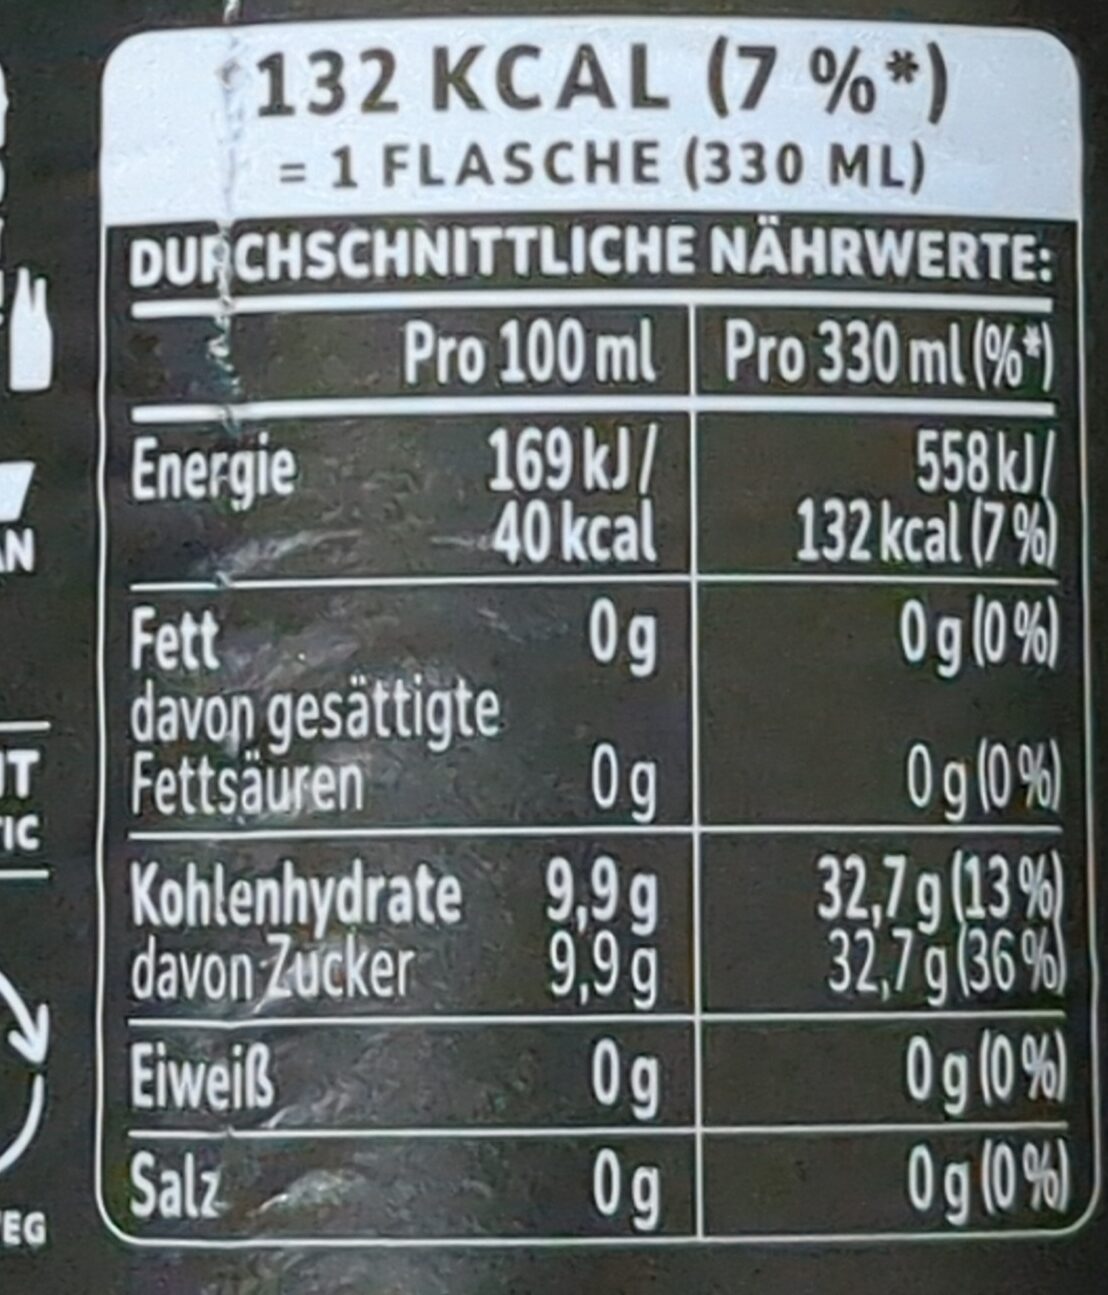 132 KCAL (7 %*)
= 1 FLASCHE (330 ML)
DURCHSCHNITTLICHE NÄHRWERTE:
Pro 100 ml Pro 330 ml (%*)
Energie 169 kJ/ 558 kJ/
40 kcal 132 kcal (7 %)
Fett 0 g 0 g (0 %)
davon gesättigte
Fettsäuren 0 g 0 g (0 %)
Kohlenhydrate 9,9 g 32,7 g (13 %)
davon Zucker 9,9 g 32,7 g (36 %)
Eiweiß 0 g 0 g (0 %)
Salz 0 g 0 g (0 %)